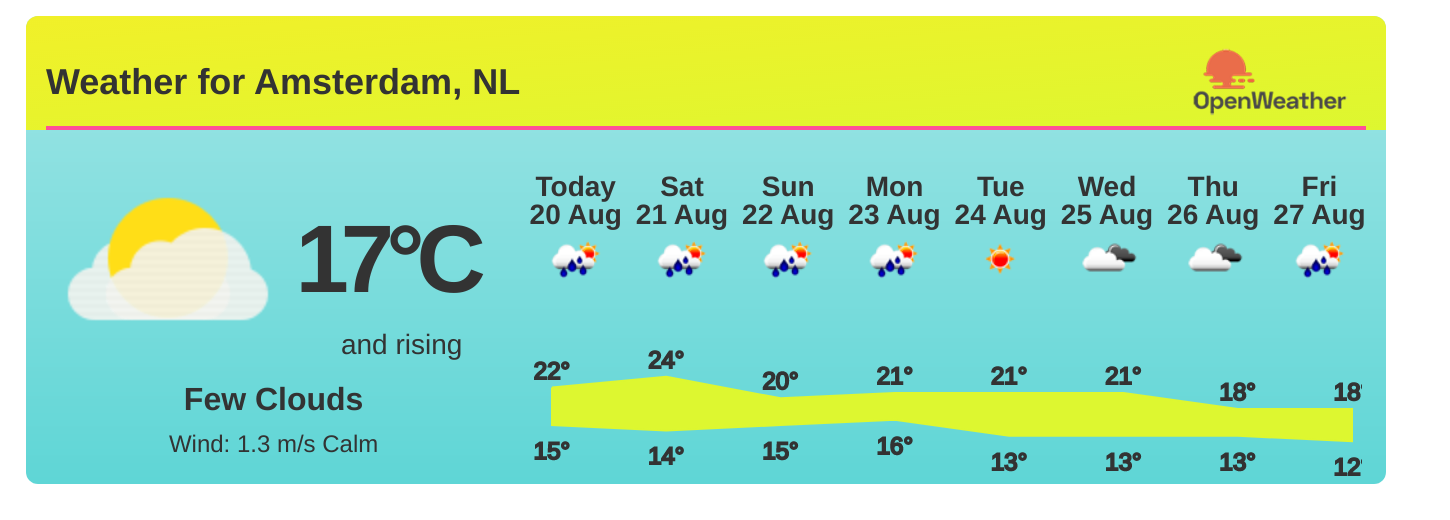 Weather for Amsterdam, NL
OpenWeather
Today Sat Sun Mon Tue Wed Thu Fri
20 Aug 21 Aug 22 Aug 23 Aug 24 Aug 25 Aug 26 Aug 27 Aug
17°C
and rising
Few Clouds
Wind: 1.3 m/s Calm
22° 24° 20° 21° 21° 21° 18° 18°
15° 14° 15° 16° 13° 13° 13° 12°